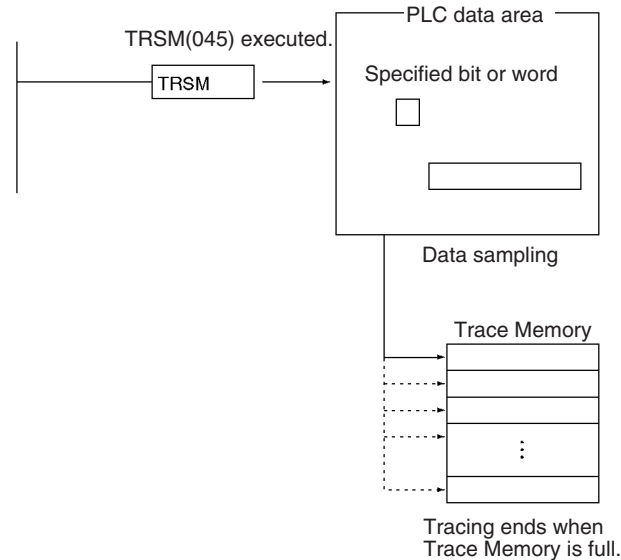 PLC data area
TRSM(045) executed.
TRSM
Specified bit or word
Data sampling
Trace Memory
Tracing ends when
Trace Memory is full.